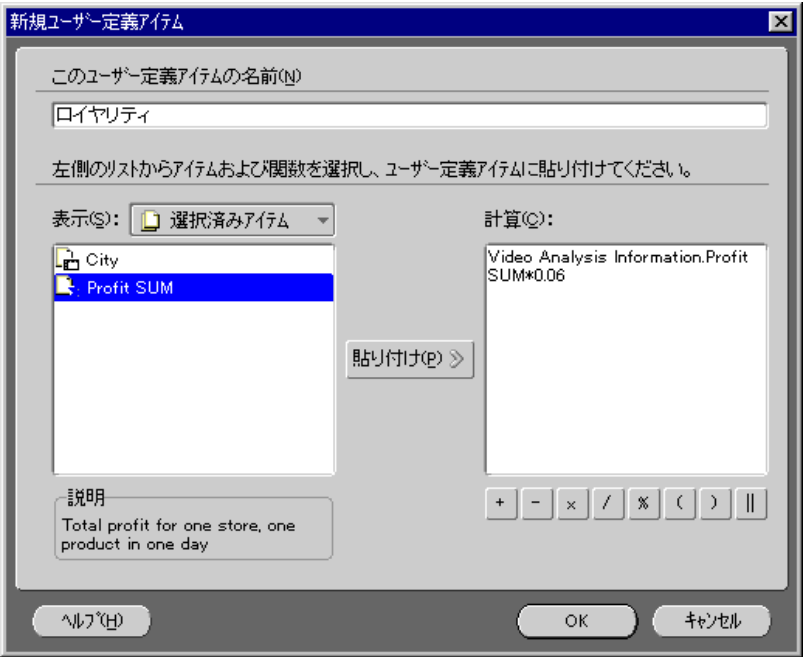 新規ユーザー定義アイテム
このユーザー定義アイテムの名前(N)
ロイヤリティ
左側のリストからアイテムおよび関数を選択し、ユーザー定義アイテムに貼り付けてください。
表示(S): 選択済みアイテム
計算(C):
City
Profit SUM
Video Analysis Information.Profit
SUM*0.06
貼り付け(P)
+ - × / % ( ) ||
説明
Total profit for one store, one
product in one day
ヘルプ(H)
OK
キャンセル